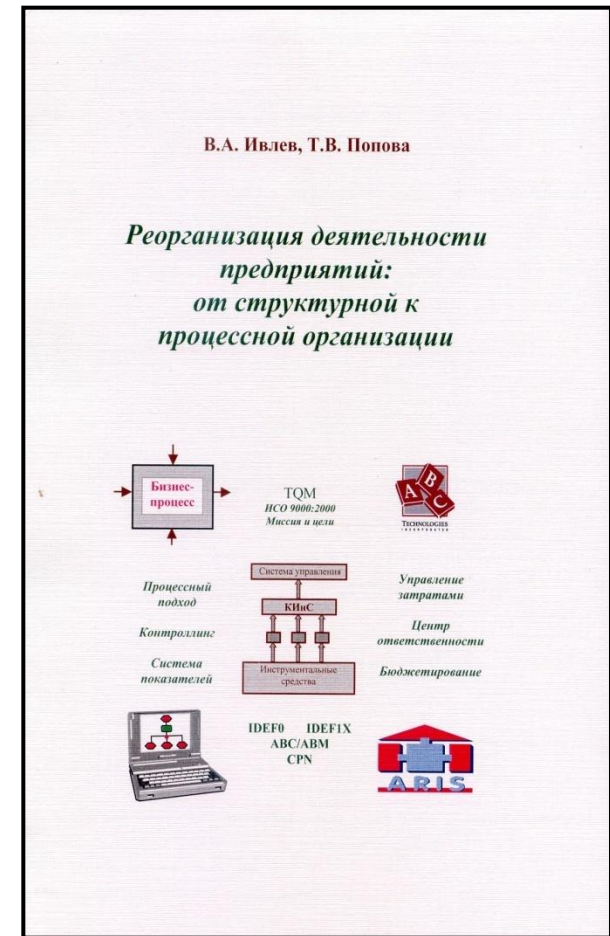 В.А. Ивлев, Т.В. Попова
Реорганизация деятельности
предприятий:
от структурной к
процессной организации
Бизнес-
процесс
TQM
ИСО 9000:2000
Миссия и цели
A B C
TECHNOLOGIES
INCORPORATED
Процессный
подход
Контроллинг
Система
показателей
Система управления
КИиС
Инструментальные
средства
Управление
затратами
Центр
ответственности
Бюджетирование
IDEF0 IDEF1X
ABC/ABM
CPN
ARIS